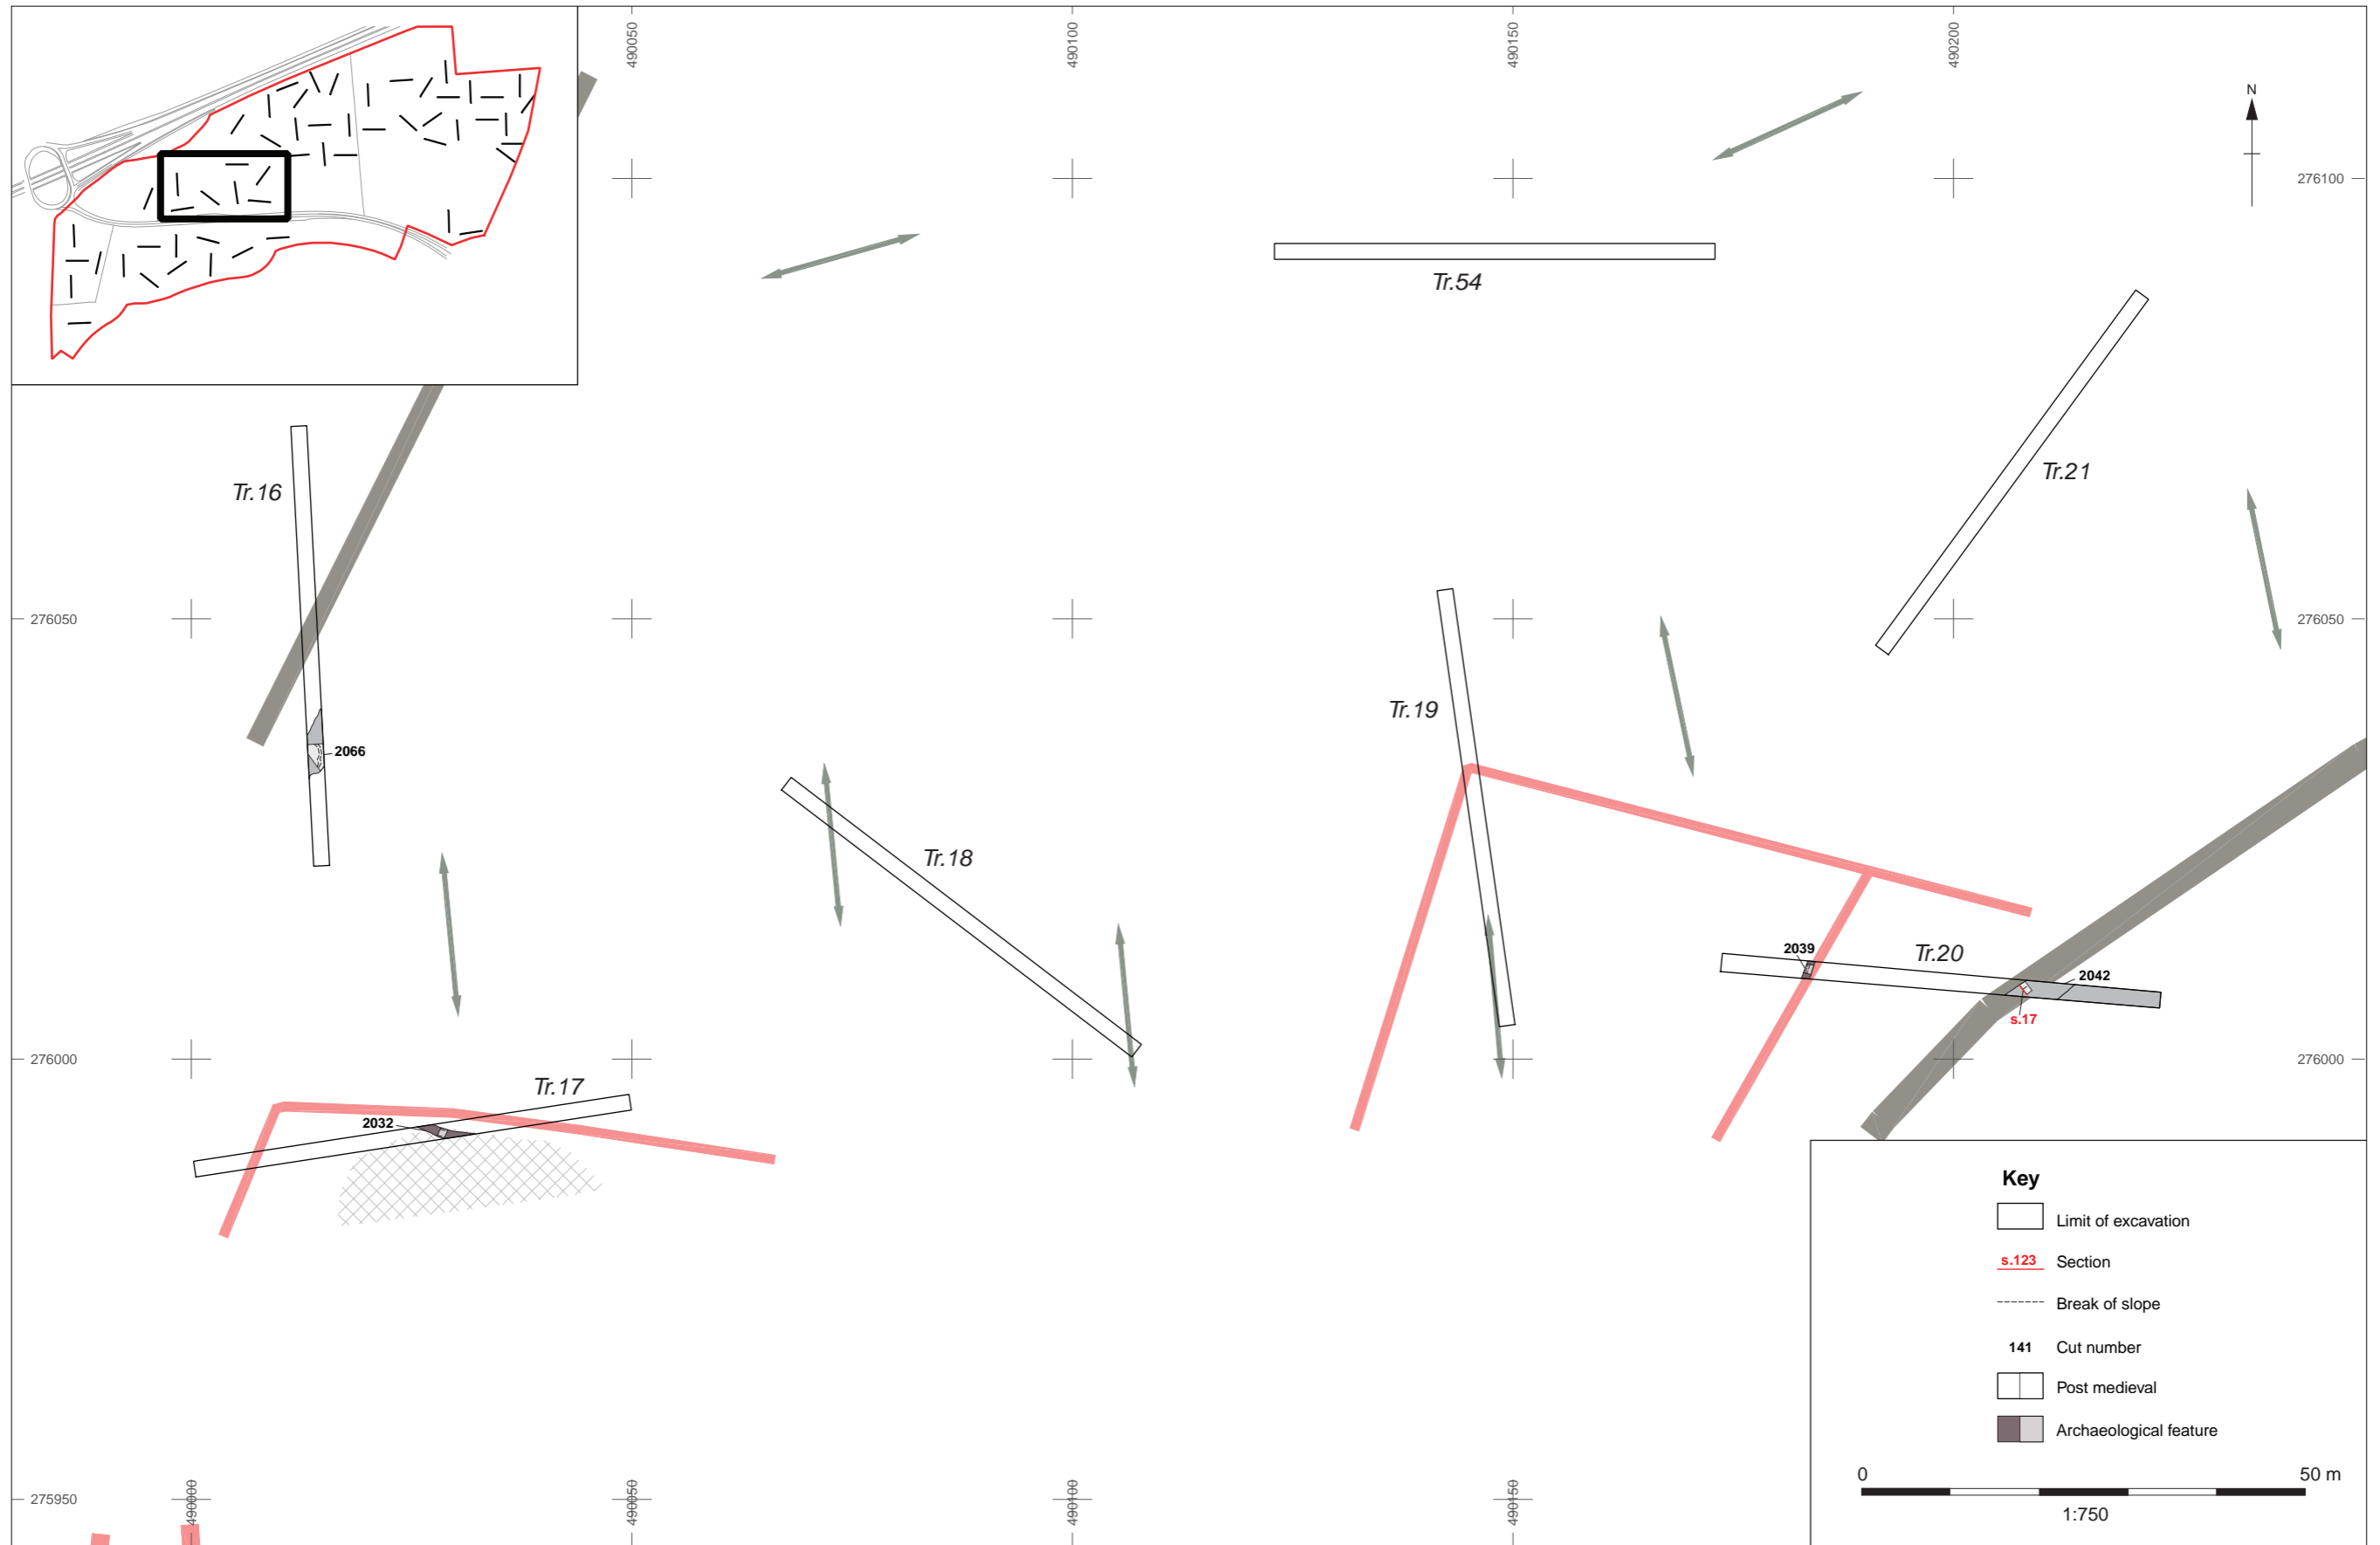 490050
490100
490150
490200
N
276100
276100
Tr.54
Tr.21
Tr.16
276050
276050
Tr.19
2066
Tr.18
2039
Tr.20
2042
s.17
276000
276000
Tr.17
2032
Key
Limit of excavation
s.123 Section
Break of slope
141 Cut number
Post medieval
Archaeological feature
0 50 m
1:750
275950
490000
490050
490100
490150